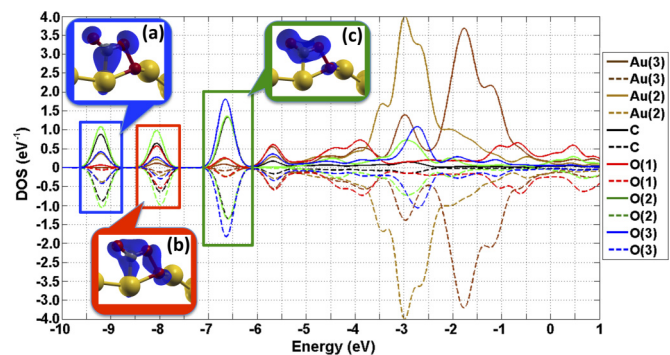 (a)
(c)
(b)
DOS (eV⁻¹)
4.0
3.5
3.0
2.5
2.0
1.5
1.0
0.5
0
0.5
1.0
1.5
2.0
2.5
3.0
3.5
4.0
-10 -9 -8 -7 -6 -5 -4 -3 -2 -1 0 1
Energy (eV)
Au(3)
Au(3)
Au(2)
Au(2)
C
C
O(1)
O(1)
O(2)
O(2)
O(3)
O(3)